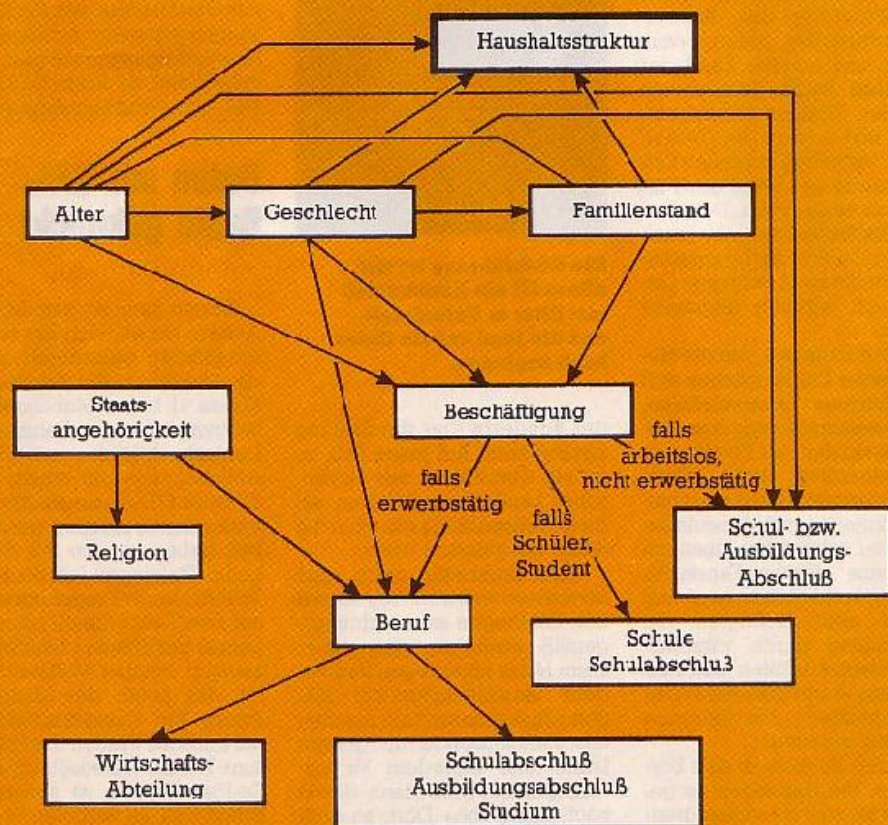 Haushaltsstruktur
Alter
Geschlecht
Familienstand
Staats-
angehörigkeit
Beschäftigung
falls
erwerbstätig
falls
Schüler,
Student
falls
arbeitslos,
nicht erwerbstätig
Religion
Schul- bzw.
Ausbildungs-
Abschluß
Beruf
Schule
Schulabschluß
Wirtschafts-
Abteilung
Schulabschluß
Ausbildungsabschluß
Studium